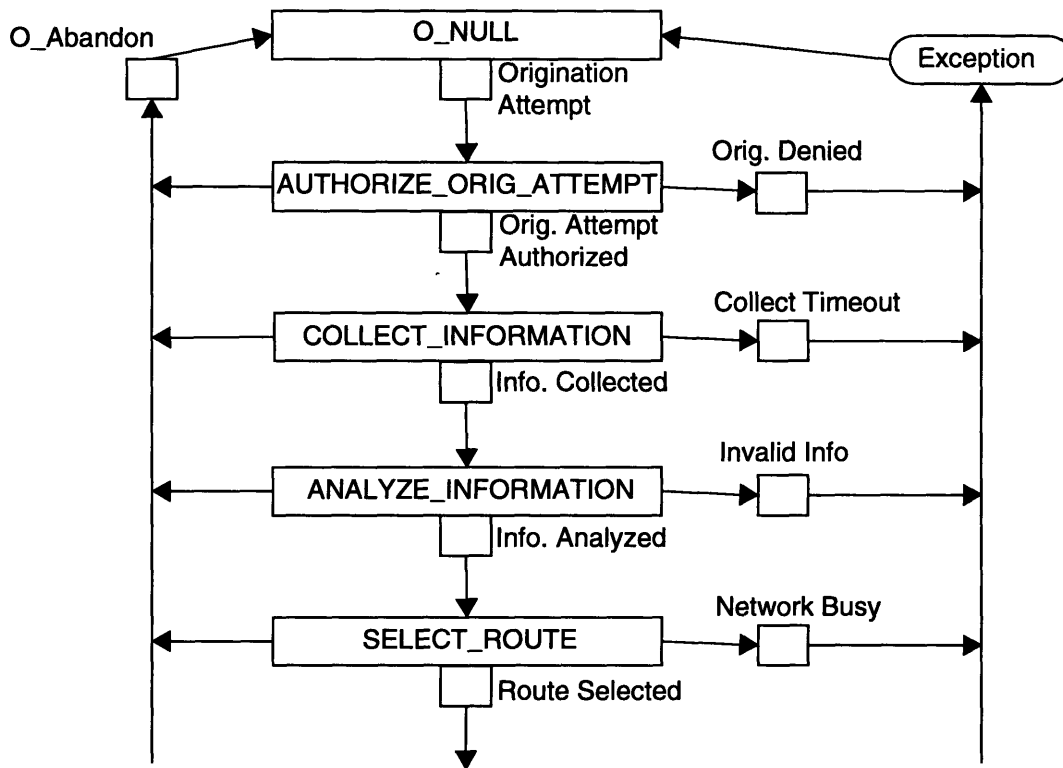 O_Abandon
O_NULL
Exception
Origination
Attempt
Orig. Denied
AUTHORIZE_ORIG_ATTEMPT
Orig. Attempt
Authorized
Collect Timeout
COLLECT_INFORMATION
Info. Collected
Invalid Info
ANALYZE_INFORMATION
Info. Analyzed
Network Busy
SELECT_ROUTE
Route Selected